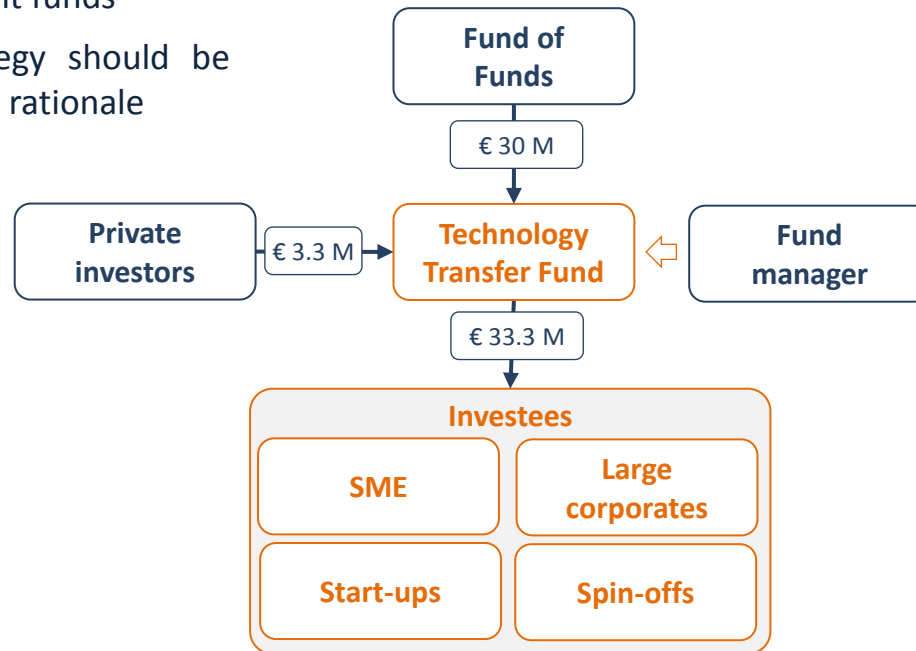 funds
egy should be
rationale
Fund of
Funds
€ 30 M
Private
investors
€ 3.3 M
Technology
Transfer Fund
Fund
manager
€ 33.3 M
Investees
SME
Large
corporates
Start-ups
Spin-offs